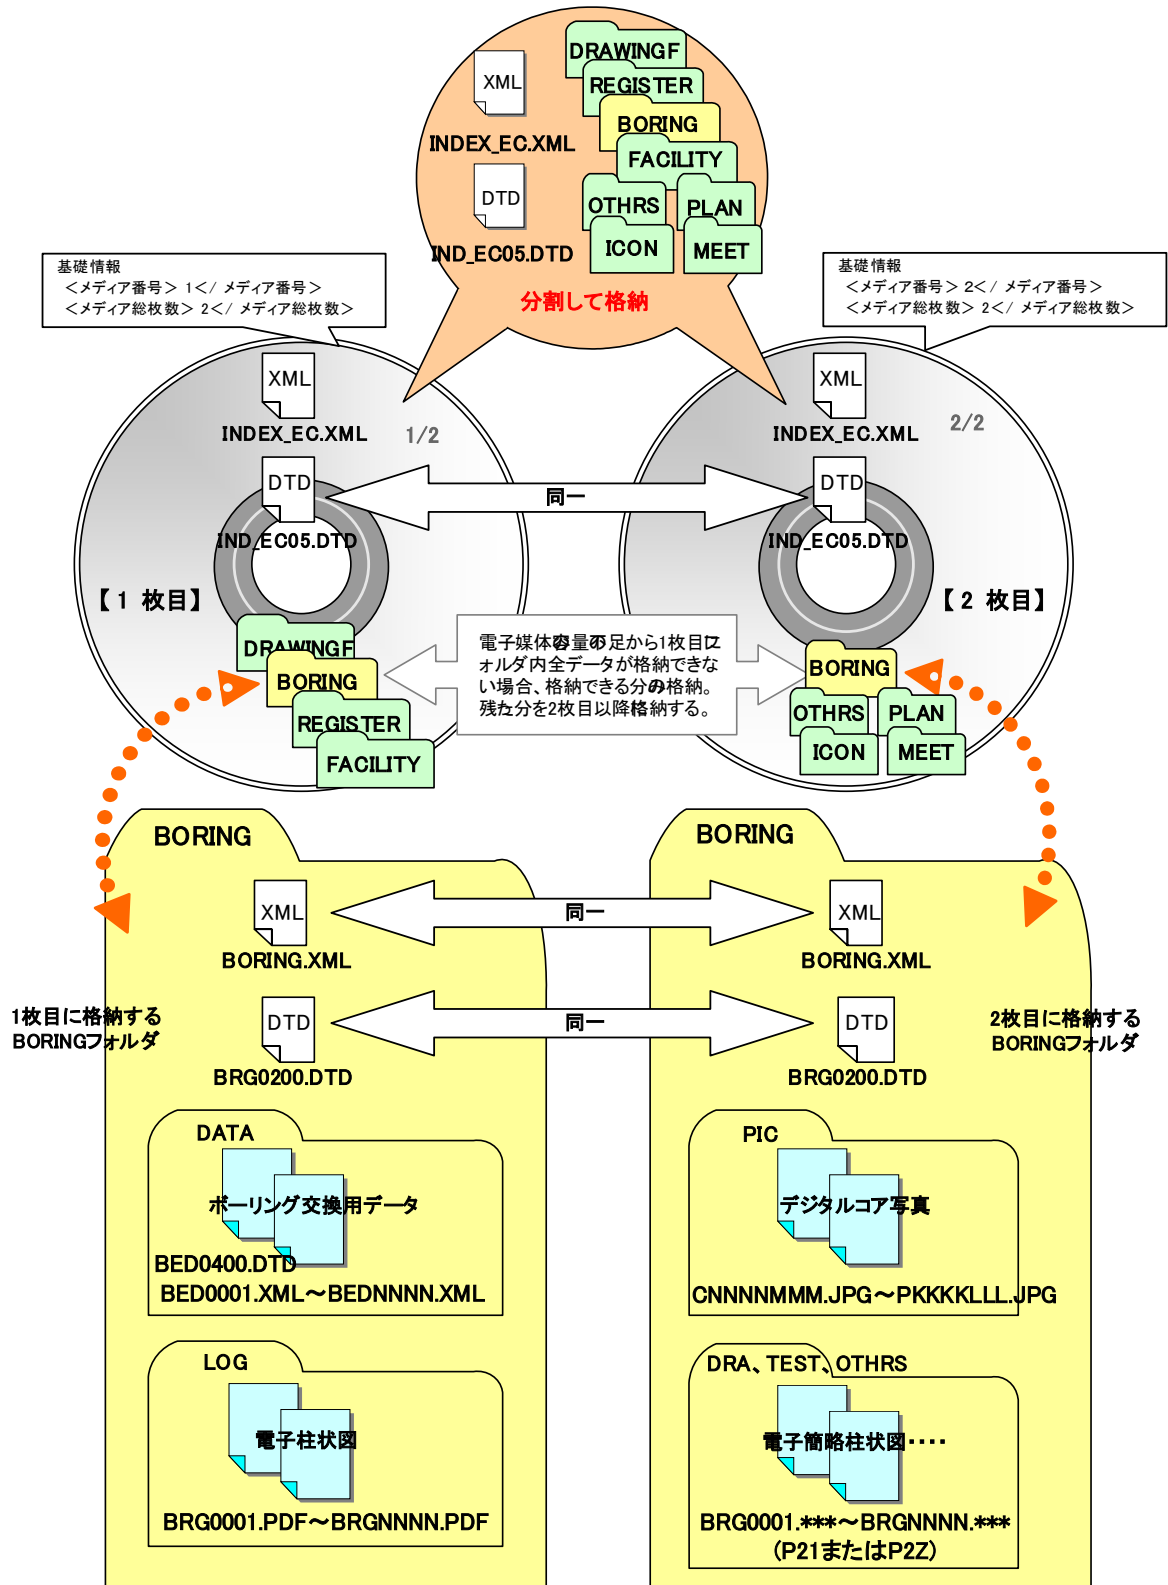 XML
INDEX_EC.XML
DTD
IND_EC05.DTD
DRAWINGF
REGISTER
BORING
FACILITY
OTHRS
PLAN
ICON
MEET
分割して格納
基礎情報
<メディア番号> 1</ メディア番号>
<メディア総枚数> 2</ メディア総枚数>
基礎情報
<メディア番号> 2</ メディア番号>
<メディア総枚数> 2</ メディア総枚数>
XML
INDEX_EC.XML
1/2
DTD
IND_EC05.DTD
【1 枚目】
同一
XML
INDEX_EC.XML
2/2
DTD
IND_EC05.DTD
【2 枚目】
DRAWINGF
BORING
REGISTER
FACILITY
電子媒体容量不足から1枚目フ
ォルダ内全データが格納できな
い場合、格納できる分のみ格納。
残った分を2枚目以降格納する。
BORING
OTHRS
PLAN
ICON
MEET
BORING
BORING
XML
BORING.XML
同一
XML
BORING.XML
1枚目に格納する
BORINGフォルダ
DTD
BRG0200.DTD
同一
DTD
BRG0200.DTD
2枚目に格納する
BORINGフォルダ
DATA
ボーリング交換用データ
BED0400.DTD
BED0001.XML～BEDNNNN.XML
PIC
デジタルコア写真
CNNNNMMM.JPG～PKKKKLLL.JPG
LOG
電子柱状図
BRG0001.PDF～BRGNNNN.PDF
DRA、TEST、OTHRS
電子簡略柱状図････
BRG0001.***～BRGNNNN.***
(P21またはP2Z)